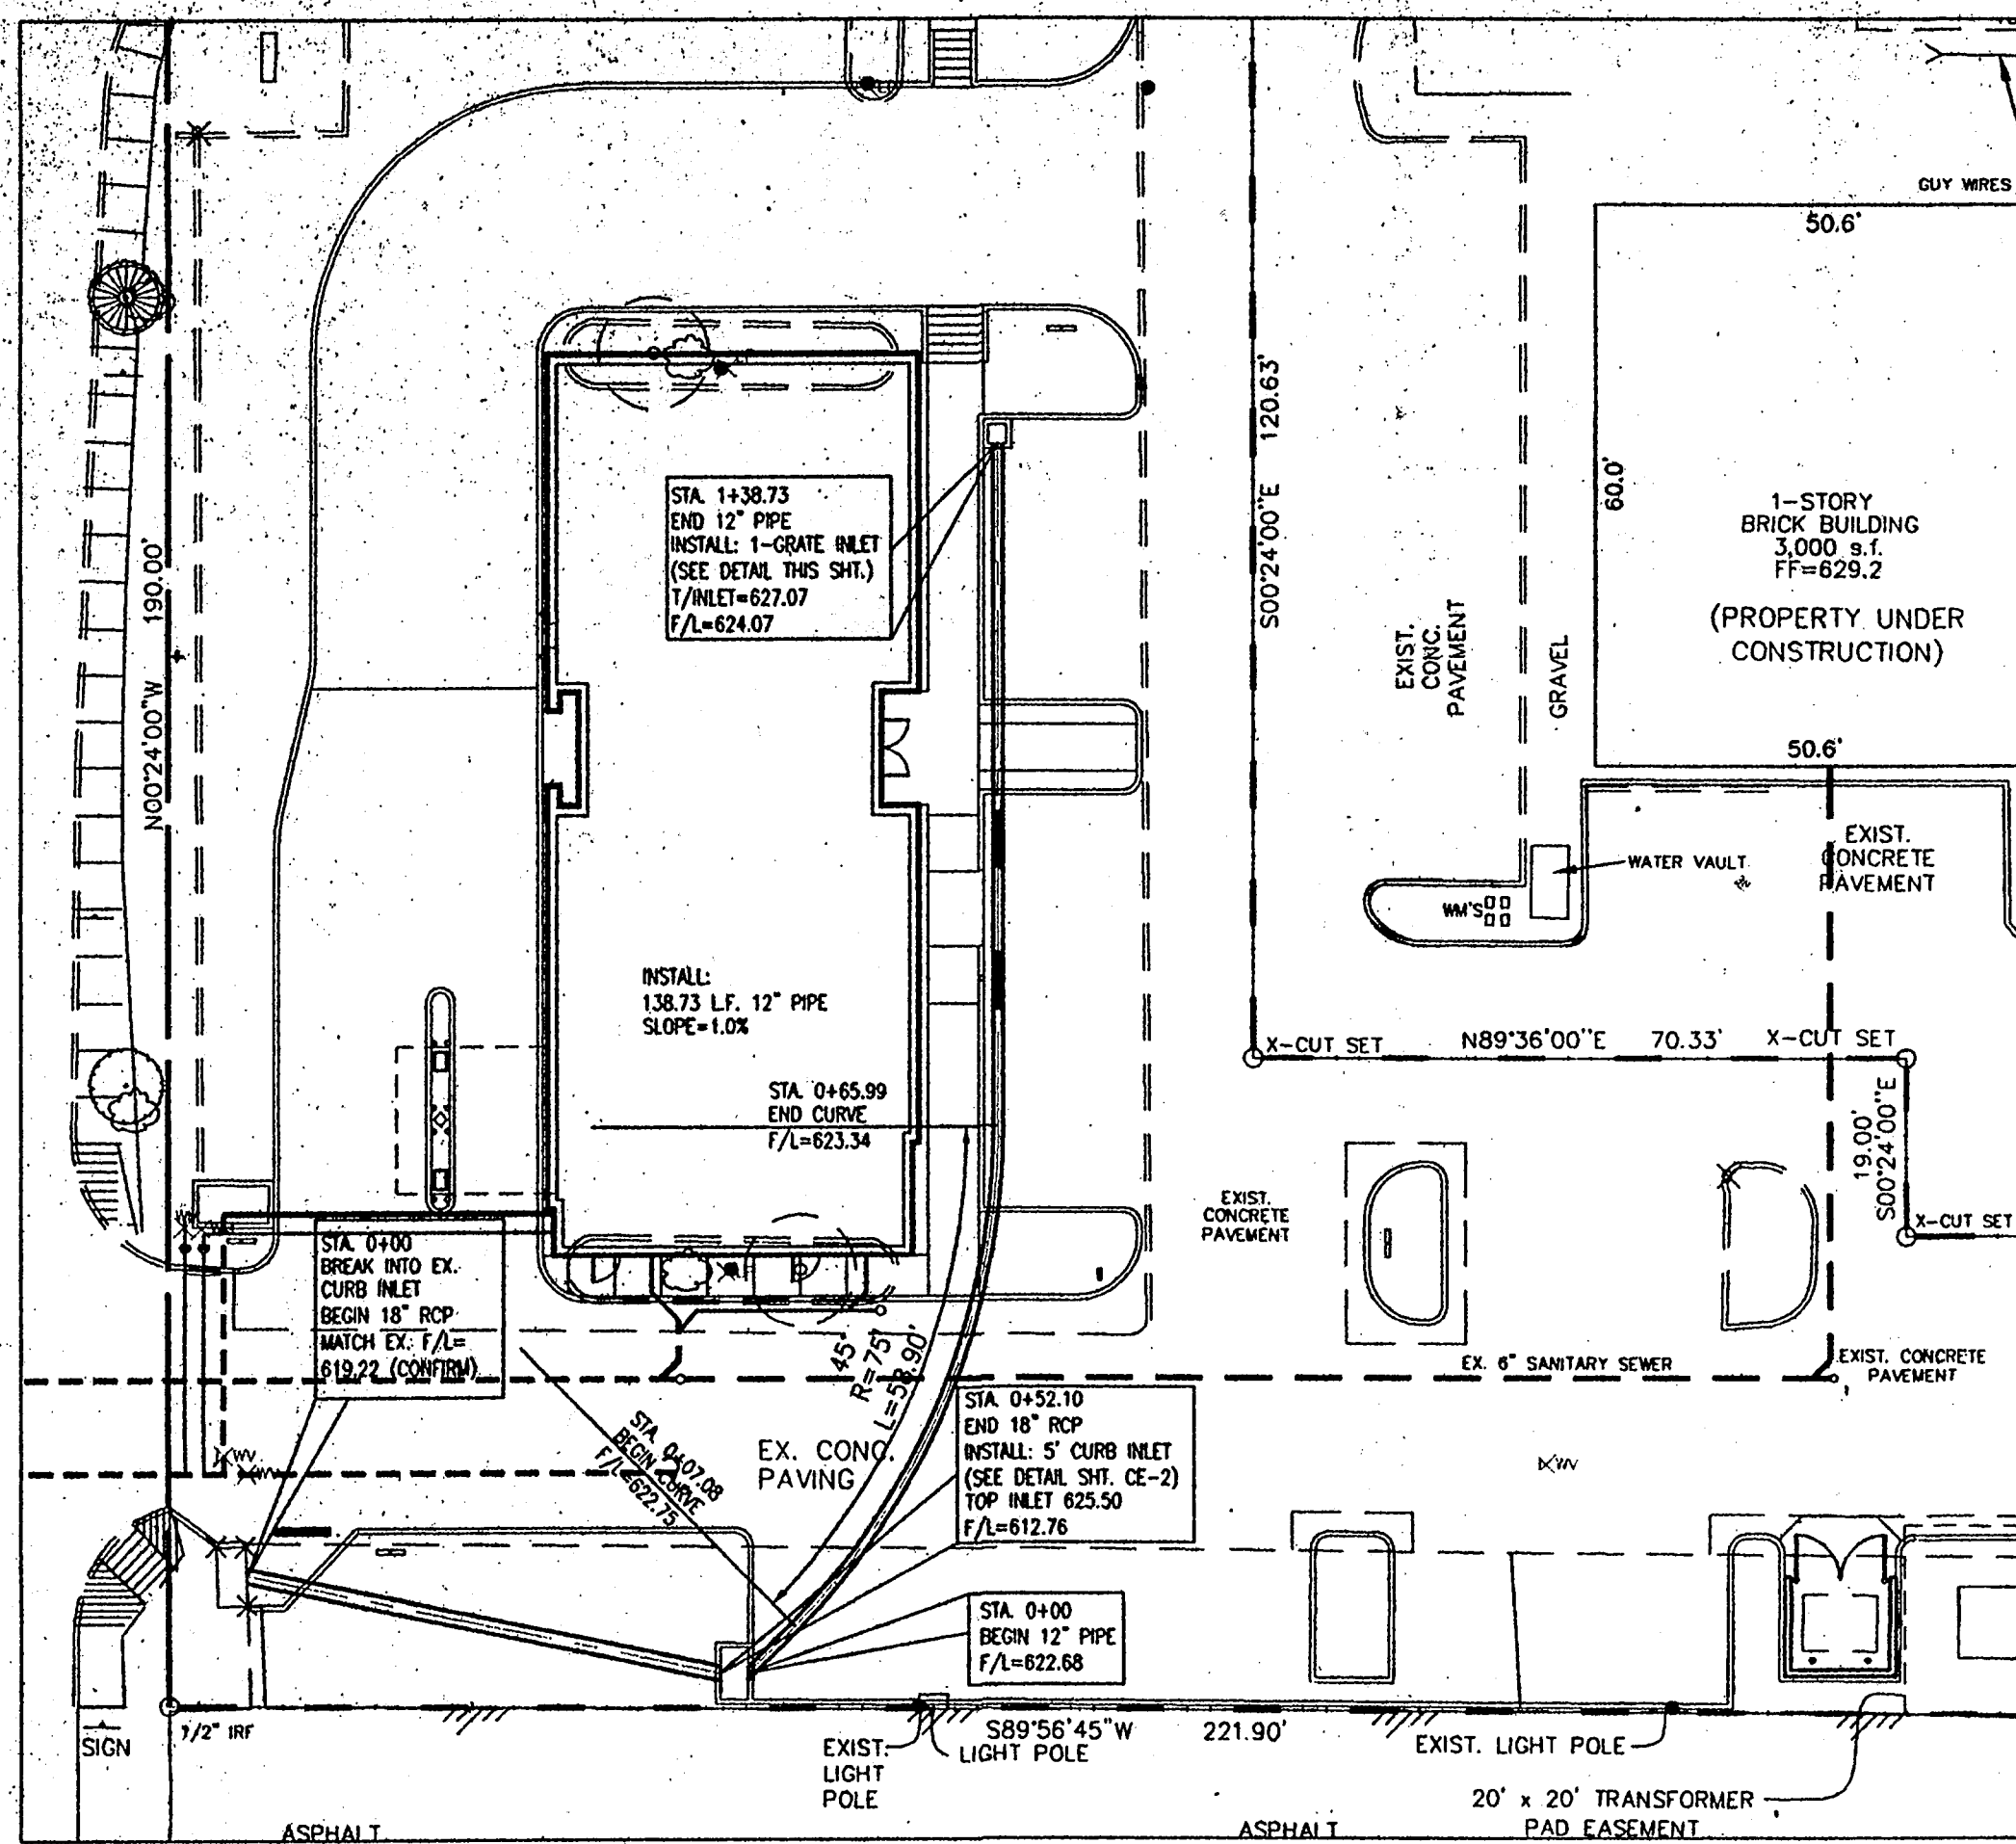 GUY WIRES
50.6'
N00°24'00"W 190.00'
S00°24'00"E 120.63'
60.0'
STA. 1+38.73
END 12" PIPE
INSTALL: 1-GRATE INLET
(SEE DETAIL THIS SHT.)
T/INLET=627.07
F/L=624.07
1-STORY
BRICK BUILDING
3,000 s.f.
FF=629.2
(PROPERTY UNDER
CONSTRUCTION)
EXIST.
CONC.
PAVEMENT
GRAVEL
50.6'
EXIST.
CONCRETE
PAVEMENT
WATER VAULT
WM'S
INSTALL:
138.73 L.F. 12" PIPE
SLOPE=1.0%
X-CUT SET
N89°36'00"E 70.33'
X-CUT SET
STA. 0+65.99
END CURVE
F/L=623.34
19.00'
S00°24'00"E
X-CUT SET
EXIST.
CONCRETE
PAVEMENT
STA. 0+00
BREAK INTO EX.
CURB INLET
BEGIN 18" RCP
MATCH EX. F/L=
619.22 (CONFIRM)
45°
R=75'
L=58.90'
EX. 6" SANITARY SEWER
EXIST. CONCRETE
PAVEMENT
STA. 0+07.08
BEGIN CURVE
F/L=622.75
EX. CONC.
PAVING
STA. 0+52.10
END 18" RCP
INSTALL: 5' CURB INLET
(SEE DETAIL SHT. CE-2)
TOP INLET 625.50
F/L=612.76
WV
WV
WV
STA. 0+00
BEGIN 12" PIPE
F/L=622.68
SIGN
1/2" IRF
EXIST.
LIGHT
POLE
LIGHT POLE
S89°56'45"W 221.90'
EXIST. LIGHT POLE
20' x 20' TRANSFORMER
PAD EASEMENT
ASPHALT
ASPHALT